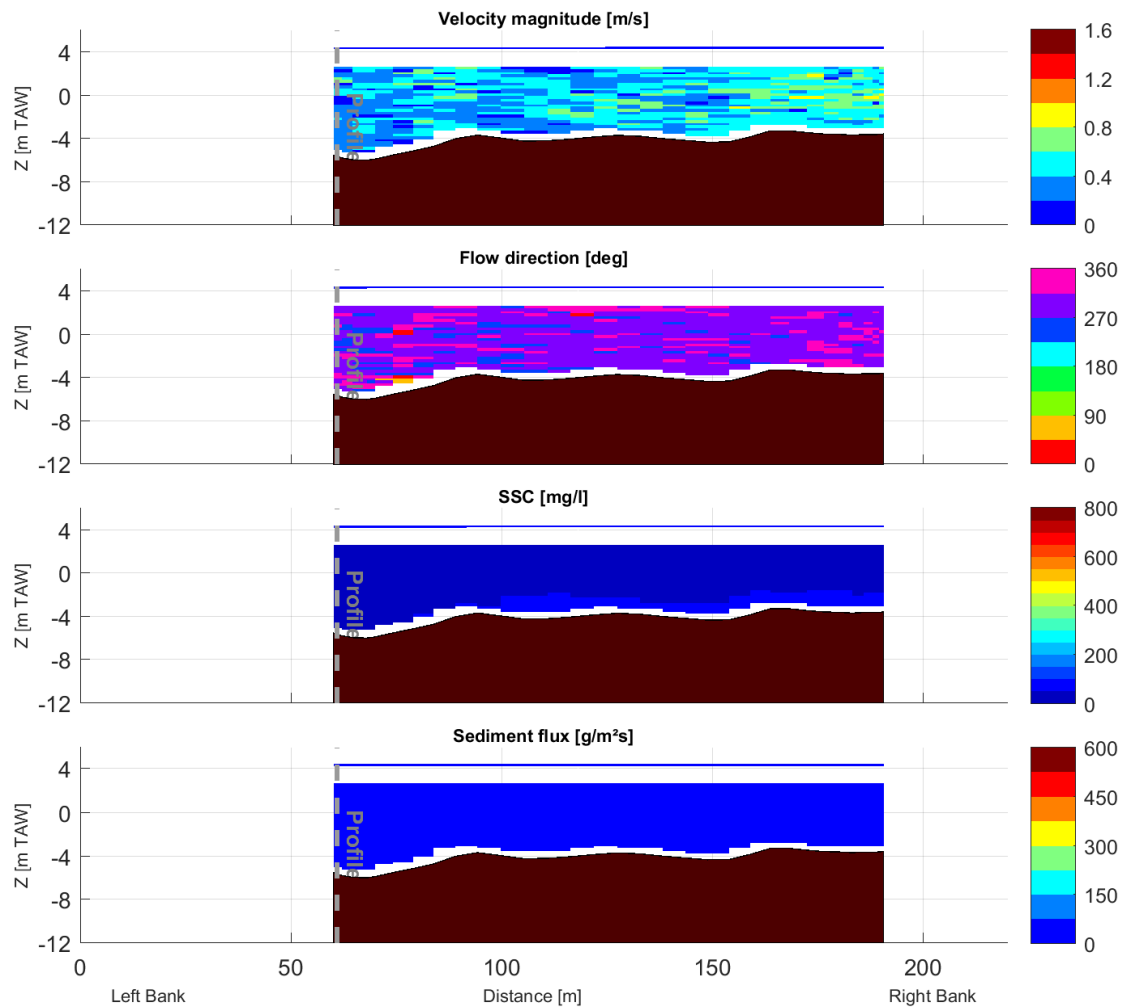 Velocity magnitude [m/s]
Z [m TAW]
4
0
-4
-8
-12
Profile
1.6
1.2
0.8
0.4
0
Flow direction [deg]
Z [m TAW]
4
0
-4
-8
-12
Profile
360
270
180
90
0
SSC [mg/l]
Z [m TAW]
4
0
-4
-8
-12
Profile
800
600
400
200
0
Sediment flux [g/m²s]
Z [m TAW]
4
0
-4
-8
-12
Profile
600
450
300
150
0
0 50 100 150 200
Left Bank Distance [m] Right Bank